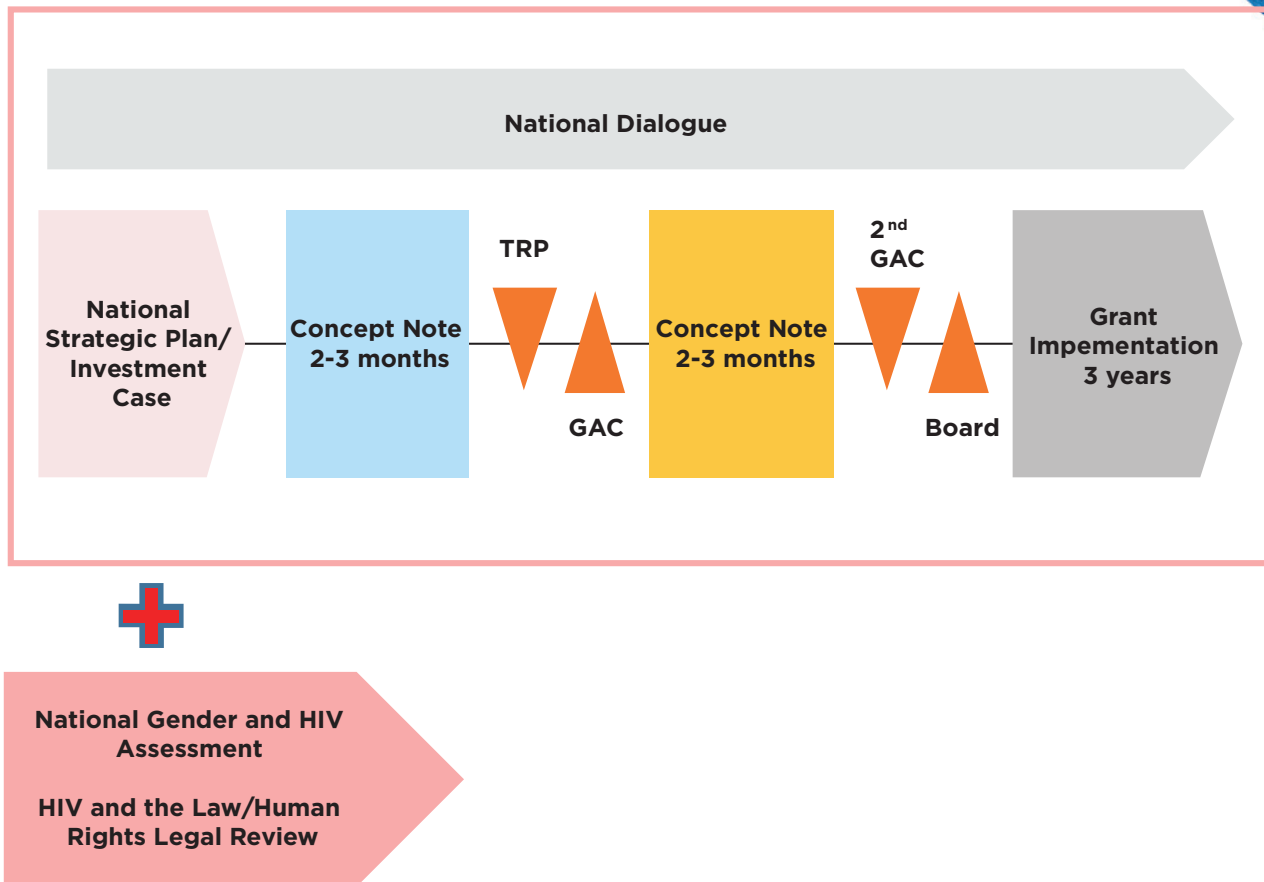 National Dialogue
National
Strategic Plan/
Investment
Case
Concept Note
2-3 months
TRP
GAC
Concept Note
2-3 months
2nd
GAC
Board
Grant
Impementation
3 years
National Gender and HIV
Assessment
HIV and the Law/Human
Rights Legal Review